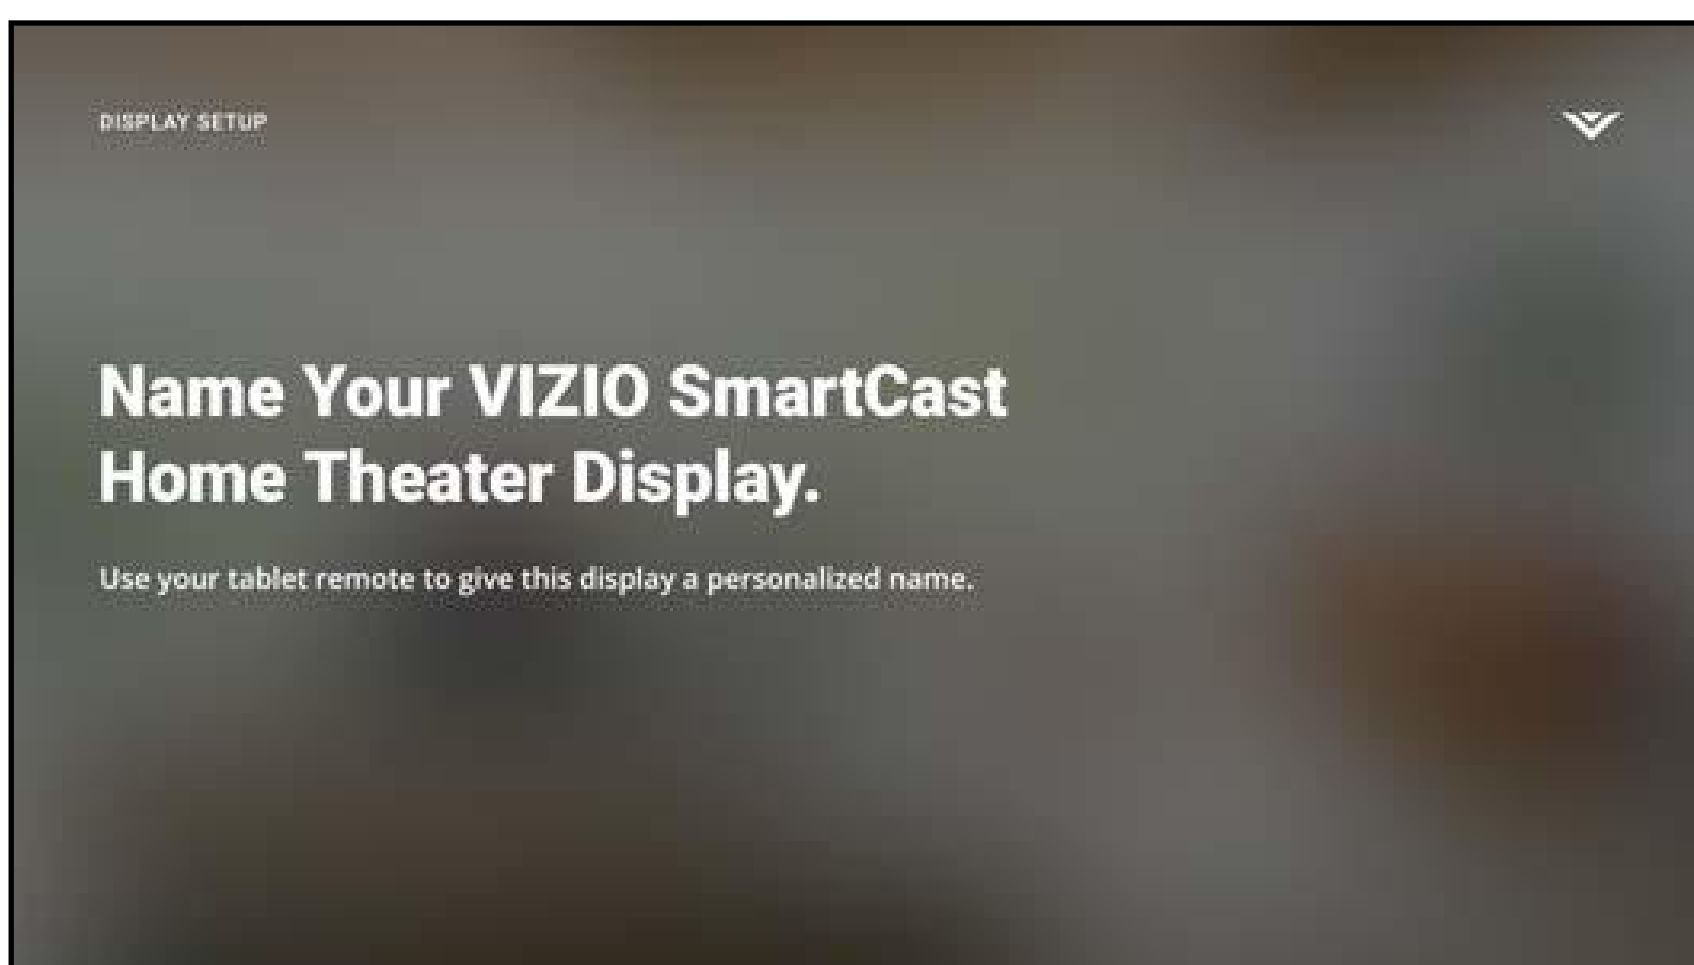 DISPLAY SETUP
Name Your VIZIO SmartCast
Home Theater Display.
Use your tablet remote to give this display a personalized name.